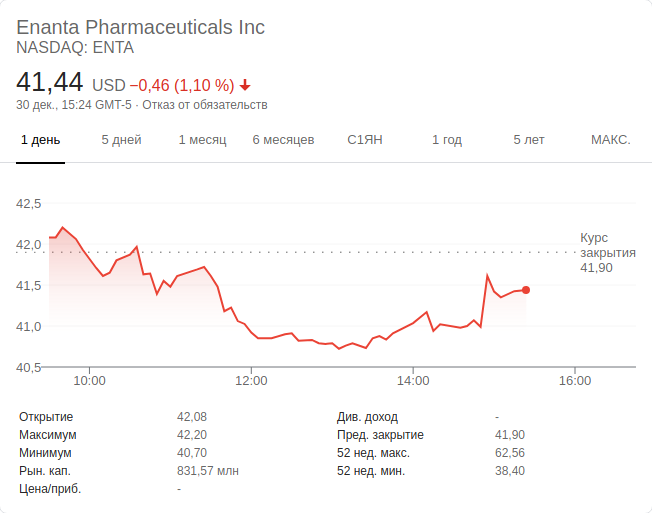 Enanta Pharmaceuticals Inc
NASDAQ: ENTA
41,44 USD −0,46 (1,10 %)
30 дек., 15:24 GMT-5 · Отказ от обязательств
1 день 5 дней 1 месяц 6 месяцев С1ЯН 1 год 5 лет МАКС.
42,5
42,0
41,5
41,0
40,5
Курс
закрытия
41,90
10:00 12:00 14:00 16:00
Открытие 42,08 Див. доход -
Максимум 42,20 Пред. закрытие 41,90
Минимум 40,70 52 нед. макс. 62,56
Рын. кап. 831,57 млн 52 нед. мин. 38,40
Цена/приб. -